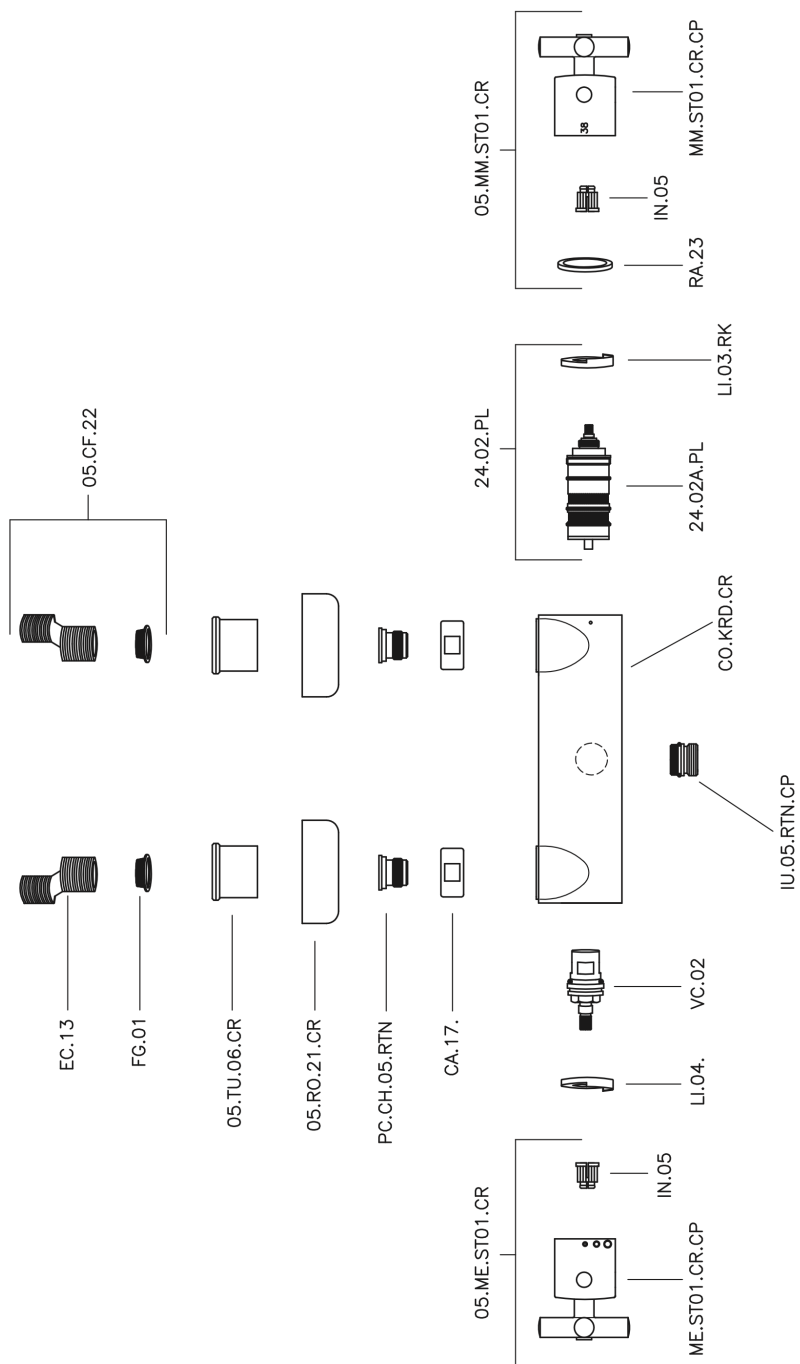 05.CF.22
EC.13
FG.01
05.TU.06.CR
05.RO.21.CR
PC.CH.05.RTN
CA.17.
05.MM.ST01.CR
38
MM.ST01.CR.CP
IN.05
RA.23
24.02.PL
LI.03.RK
24.02A.PL
CO.KRD.CR
IU.05.RTN.CP
VC.02
LI.04.
05.ME.ST01.CR
IN.05
ME.ST01.CR.CP